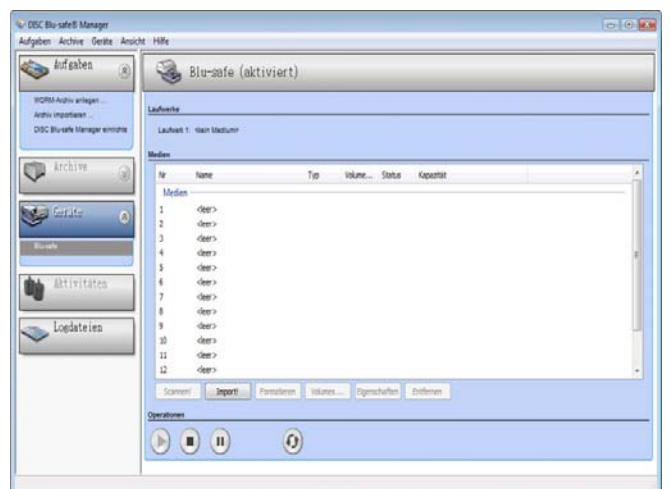 DISC Blu-safe® Manager
Aufgaben Archive Geräte Ansicht Hilfe
Aufgaben
WORM-Archiv anlegen ...
Archiv importieren ...
DISC Blu-safe Manager einrichte
Archive
Geräte
Blu-safe
Aktivitäten
Logdateien
Blu-safe (aktiviert)
Laufwerke
Laufwerk 1: <kein Medium>
Medien
Nr Name Typ Volume... Status Kapazität
Medien
1 <leer>
2 <leer>
3 <leer>
4 <leer>
5 <leer>
6 <leer>
7 <leer>
8 <leer>
9 <leer>
10 <leer>
11 <leer>
12 <leer>
Scannen! Import! Formatieren Volumes ... Eigenschaften Entfernen
Operationen